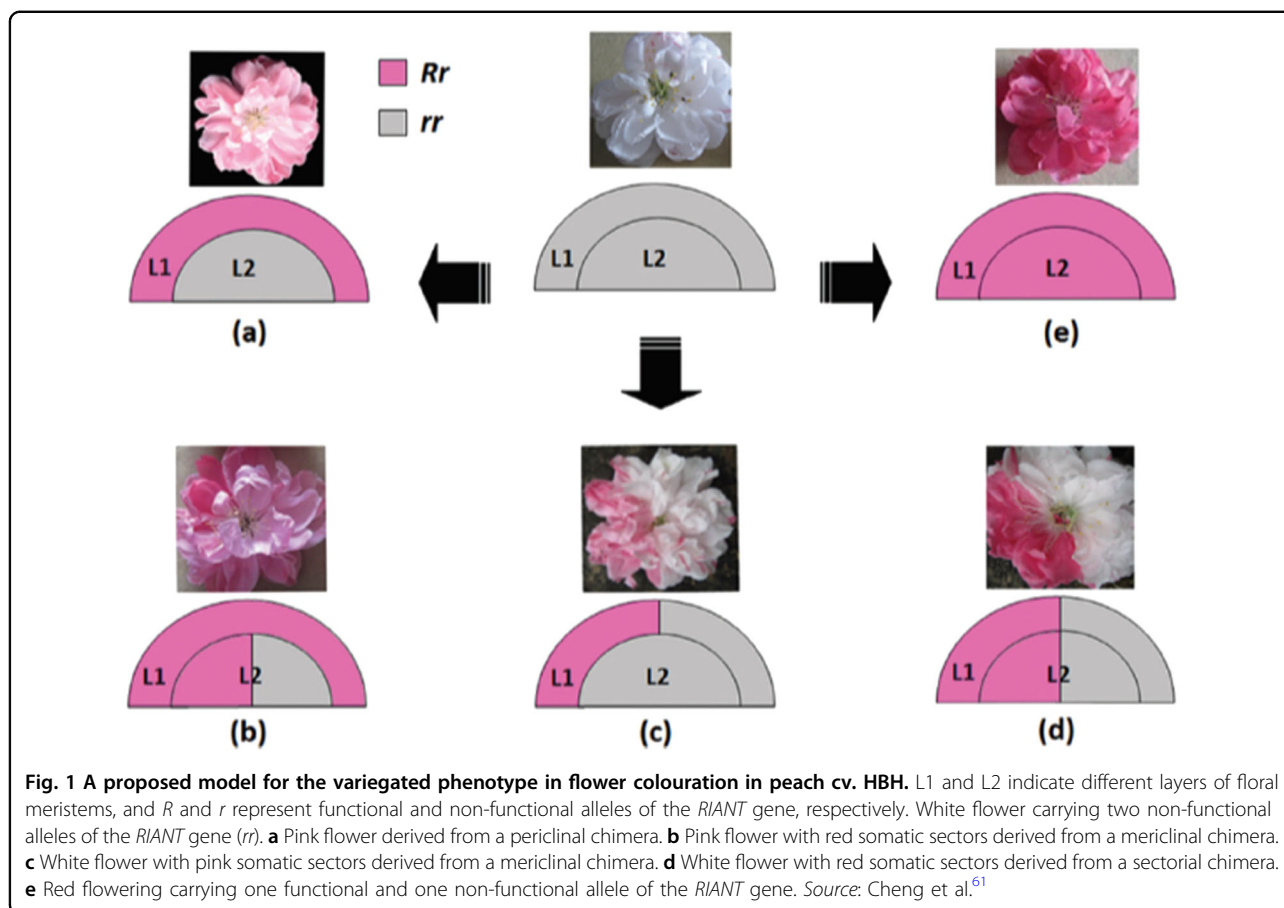 Rr
rr
L1
L2
(a)
L1
L2
L1
L2
(e)
L1
L2
(b)
L1
L2
(c)
L1
L2
(d)
Fig. 1 A proposed model for the variegated phenotype in flower colouration in peach cv. HBH. L1 and L2 indicate different layers of floral
meristems, and R and r represent functional and non-functional alleles of the RIANT gene, respectively. White flower carrying two non-functional
alleles of the RIANT gene (rr). a Pink flower derived from a periclinal chimera. b Pink flower with red somatic sectors derived from a mericlinal chimera.
c White flower with pink somatic sectors derived from a mericlinal chimera. d White flower with red somatic sectors derived from a sectorial chimera.
e Red flowering carrying one functional and one non-functional allele of the RIANT gene. Source: Cheng et al.61